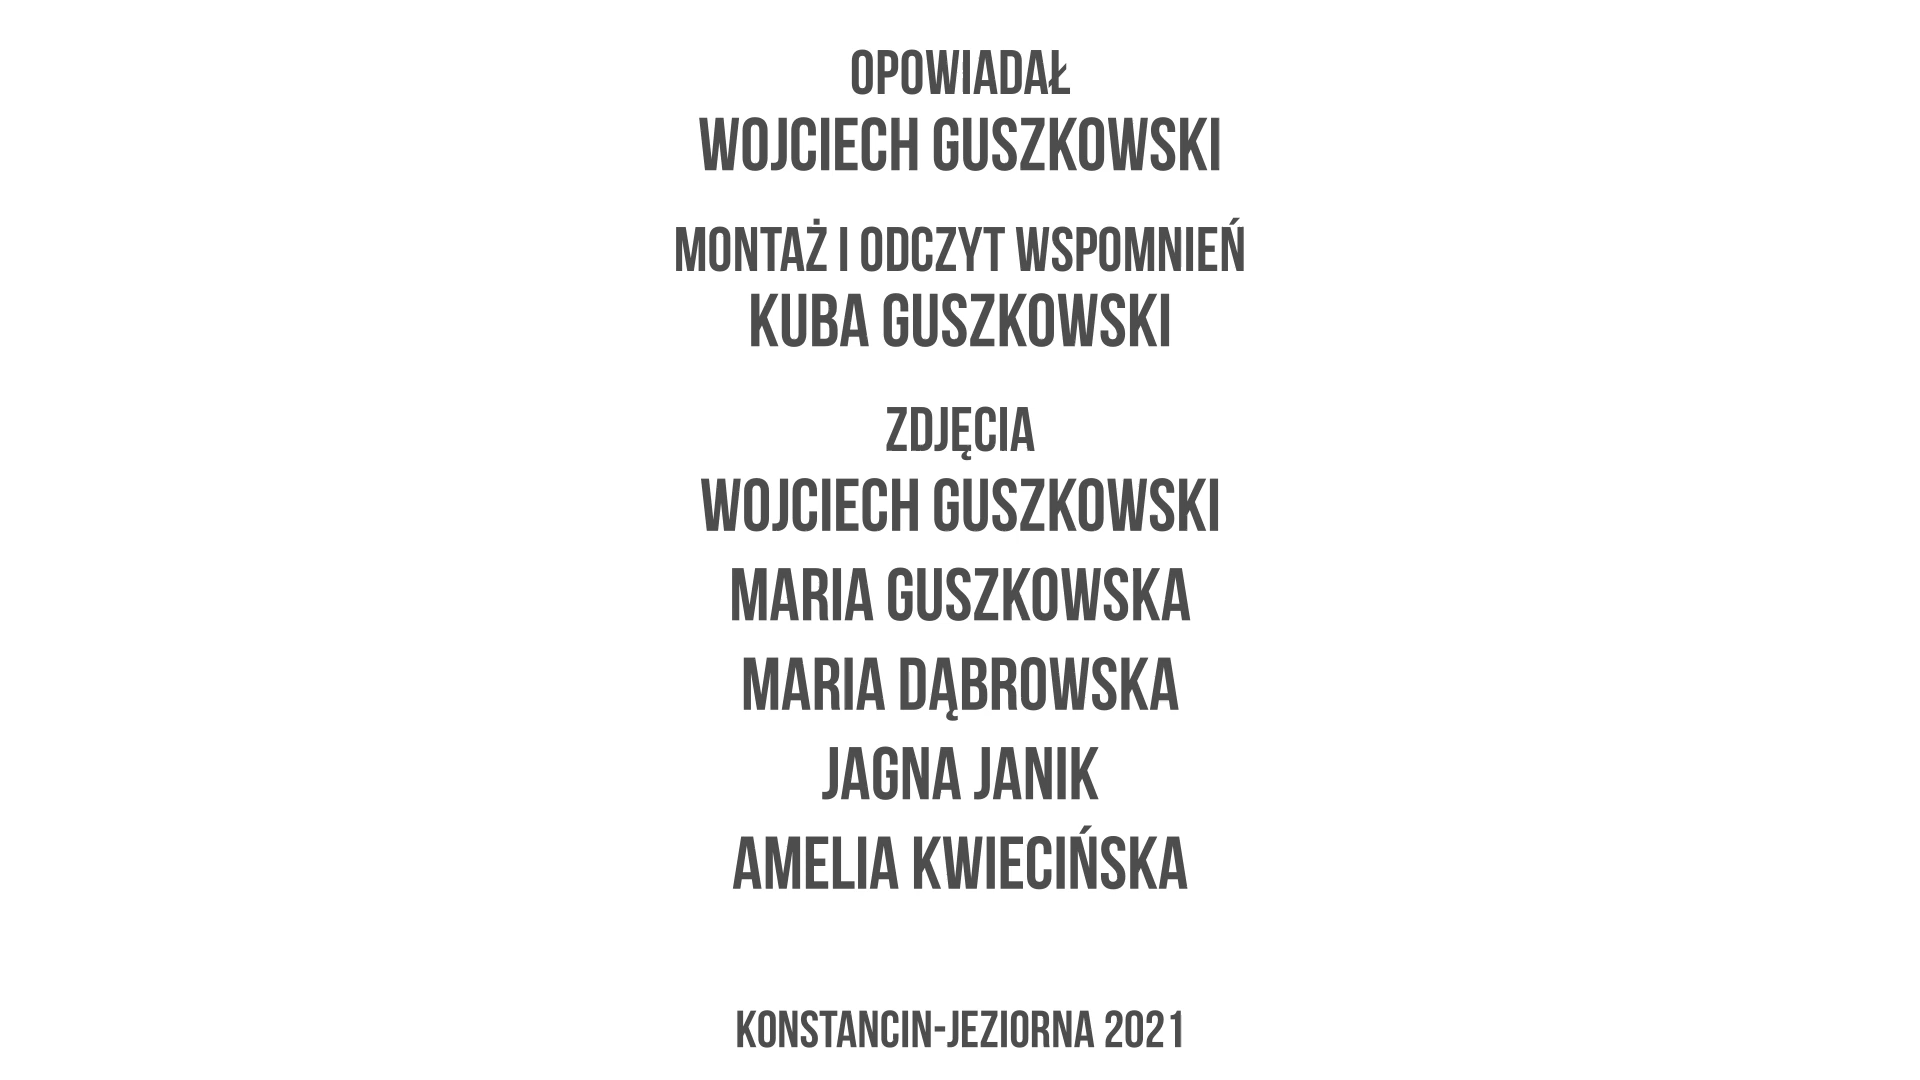 OPOWIADAŁ
WOJCIECH GUSZKOWSKI
MONTAŻ I ODCZYT WSPOMNIEŃ
KUBA GUSZKOWSKI
ZDJĘCIA
WOJCIECH GUSZKOWSKI
MARIA GUSZKOWSKA
MARIA DĄBROWSKA
JAGNA JANIK
AMELIA KWIECIŃSKA
KONSTANCIN-JEZIORNA 2021